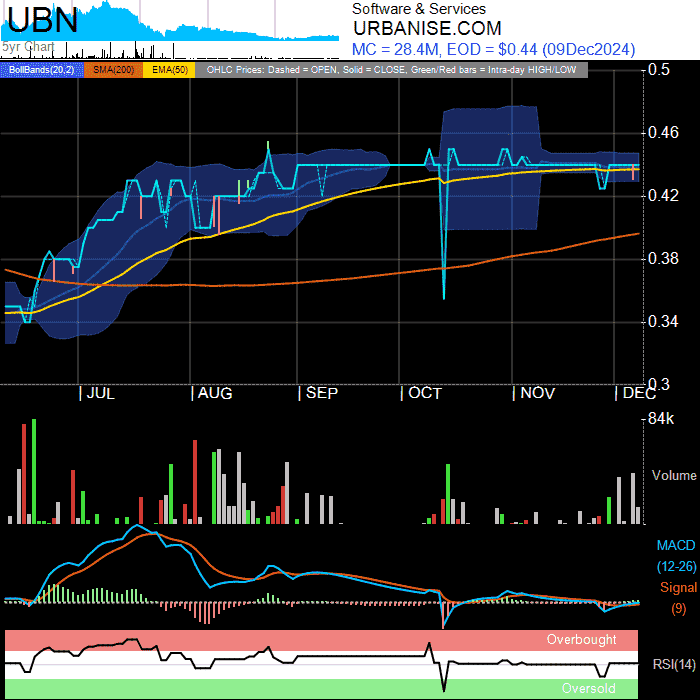 UBN
5yr Chart
Software & Services
URBANISE.COM
MC = 28.4M, EOD = $0.44 (09Dec2024)
BollBands(20,2) SMA(200) EMA(50) OHLC Prices: Dashed = OPEN, Solid = CLOSE, Green/Red bars = Intra-day HIGH/LOW
0.5
0.46
0.42
0.38
0.34
0.3
JUL AUG SEP OCT NOV DEC
84k
Volume
MACD
(12-26)
Signal
(9)
Overbought
RSI(14)
Oversold